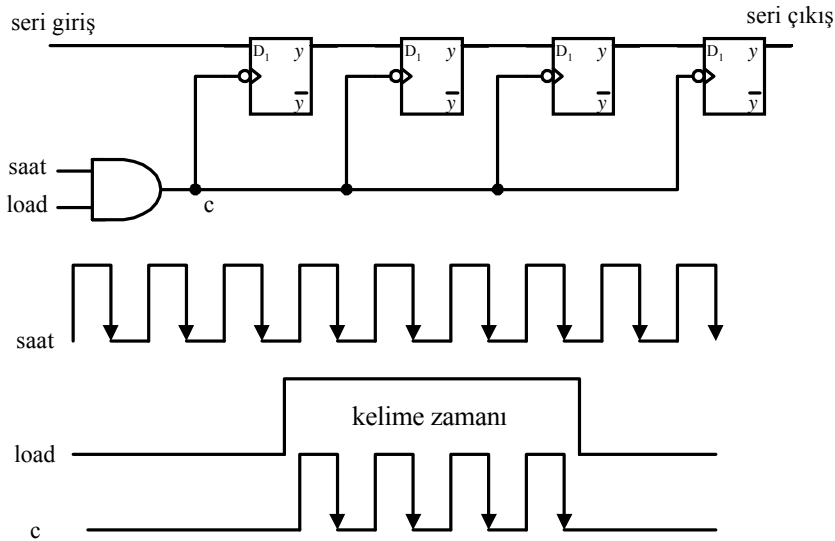 seri giriş
seri çıkış
D1 y
y
D1 y
y
D1 y
y
D1 y
y
saat
load
c
saat
kelime zamanı
load
c